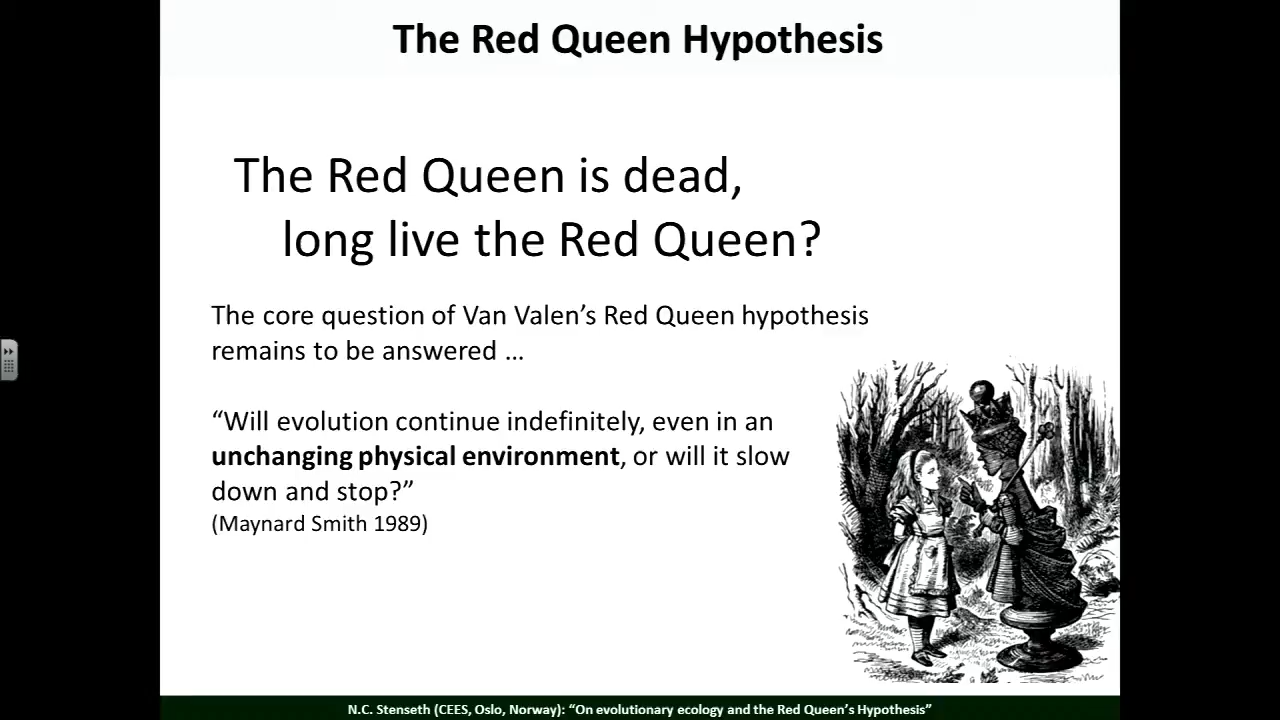 The Red Queen Hypothesis
The Red Queen is dead,
long live the Red Queen?
The core question of Van Valen’s Red Queen hypothesis
remains to be answered …
“Will evolution continue indefinitely, even in an
unchanging physical environment, or will it slow
down and stop?”
(Maynard Smith 1989)
N.C. Stenseth (CEES, Oslo, Norway): “On evolutionary ecology and the Red Queen’s Hypothesis”